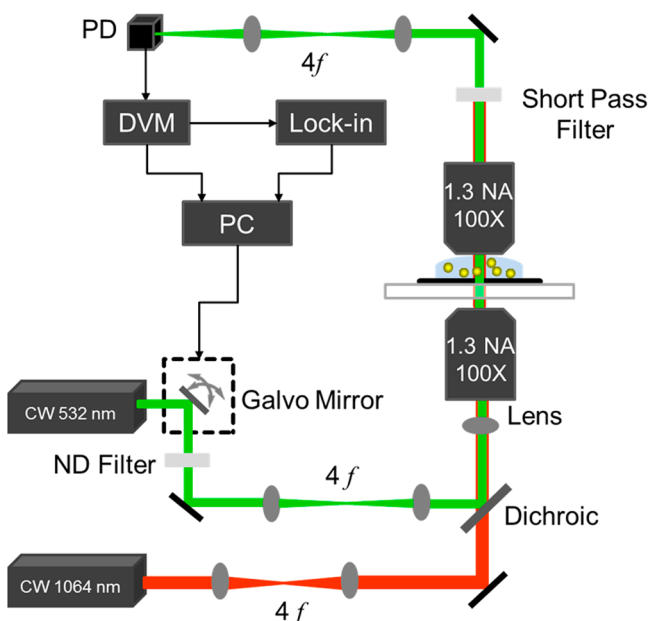 PD
4f
Short Pass
Filter
DVM
Lock-in
1.3 NA
100X
PC
1.3 NA
100X
Galvo Mirror
CW 532 nm
Lens
ND Filter
4 f
Dichroic
CW 1064 nm
4 f